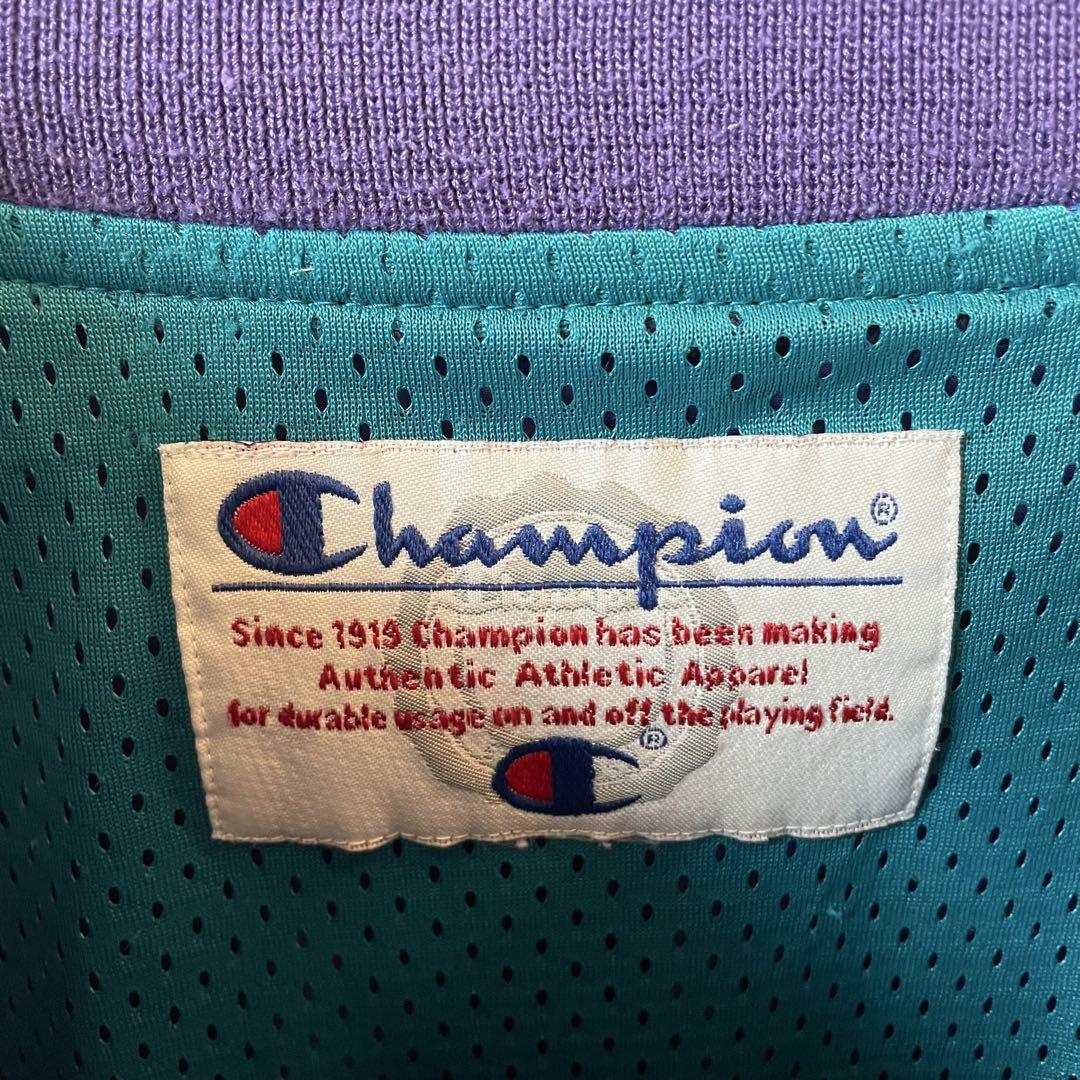 Champion®
Since 1919 Champion has been making
Authentic Athletic Apparel
for durable usage on and off the playing field.
®